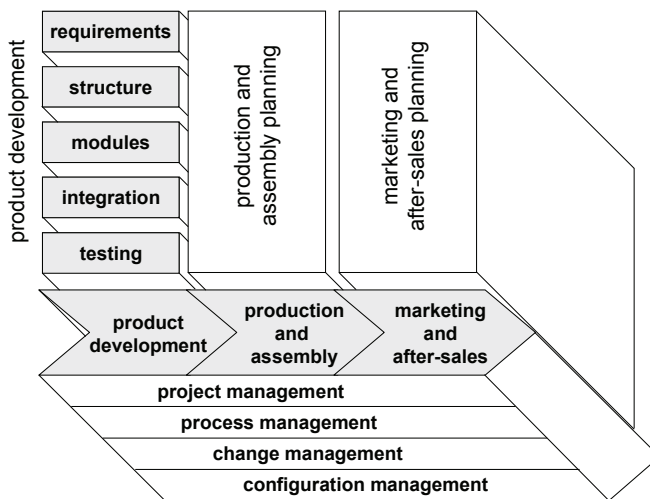 product development
requirements
structure
modules
integration
testing
production and
assembly planning
marketing and
after-sales planning
product
development
production
and
assembly
marketing
and
after-sales
project management
process management
change management
configuration management